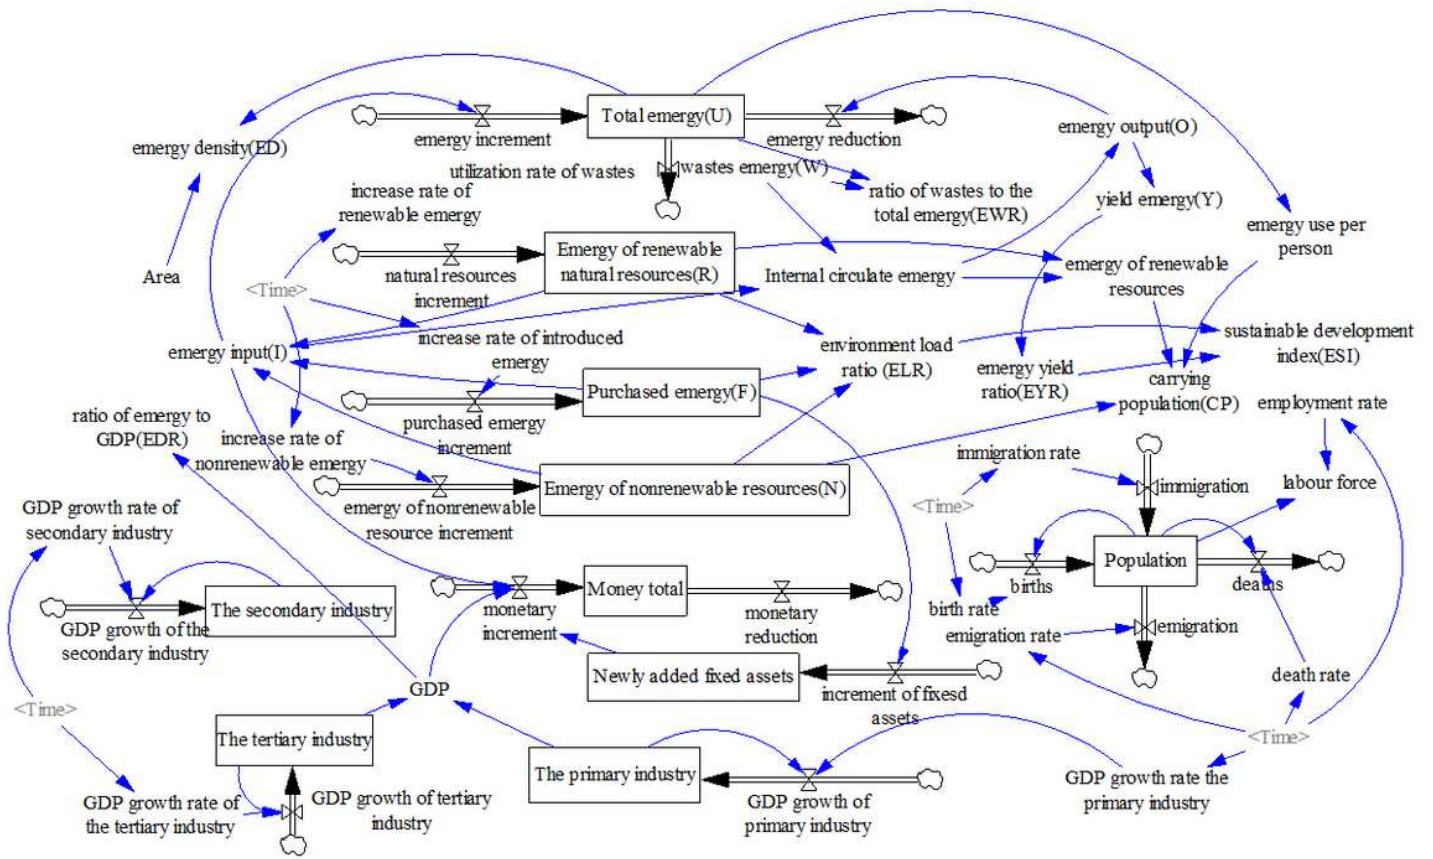 Total emergy(U)
emergy increment
emergy reduction
emergy output(O)
emergy density(ED)
utilization rate of wastes
wastes emergy(W)
increase rate of
renewable emergy
ratio of wastes to the
total emergy(EWR)
yield emergy(Y)
emergy use per
person
Area
<Time>
natural resources
increment
Emergy of renewable
natural resources(R)
Internal circulate emergy
emergy of renewable
resources
increase rate of introduced
emergy
emergy input(I)
environment load
ratio (ELR)
sustainable development
index(ESI)
emergy yield
ratio(EYR)
carrying
population(CP)
employment rate
Purchased emergy(F)
purchased emergy
increment
ratio of emergy to
GDP(EDR)
increase rate of
nonrenewable emergy
Emergy of nonrenewable resources(N)
emergy of nonrenewable
resource increment
immigration rate
immigration
labour force
<Time>
GDP growth rate of
secondary industry
Population
births
deaths
birth rate
emigration rate
emigration
death rate
The secondary industry
GDP growth of the
secondary industry
Money total
monetary
increment
monetary
reduction
Newly added fixed assets
increment of fixesd
assets
GDP
<Time>
<Time>
The tertiary industry
The primary industry
GDP growth rate of
the tertiary industry
GDP growth of tertiary
industry
GDP growth of
primary industry
GDP growth rate the
primary industry